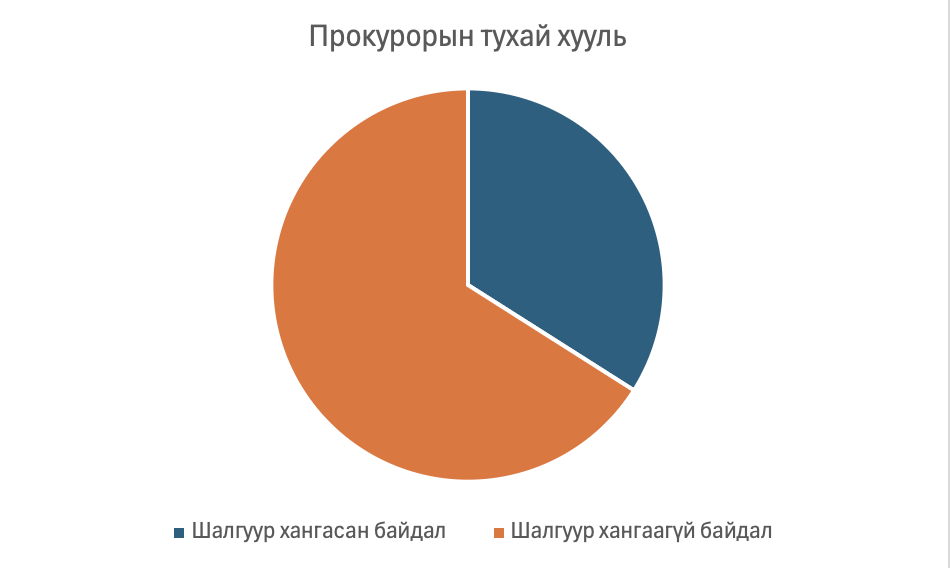 Прокурорын тухай хууль
Шалгуур хангасан байдал
Шалгуур хангаагүй байдал